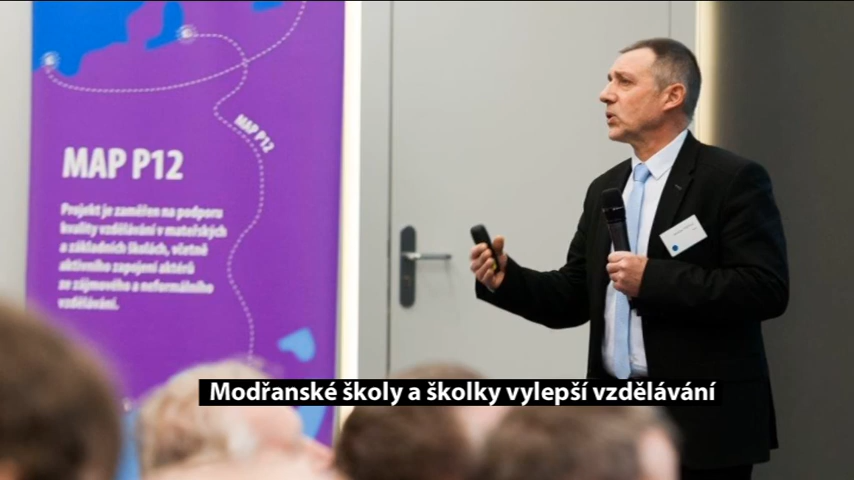 MAP P12
MAP P12
Projekt je zaměřen na podporu
kvality vzdělávání v mateřských
a základních školách, včetně
aktivního zapojení aktérů
ze zájmového a neformálního
vzdělávání.
Modřanské školy a školky vylepší vzdělávání